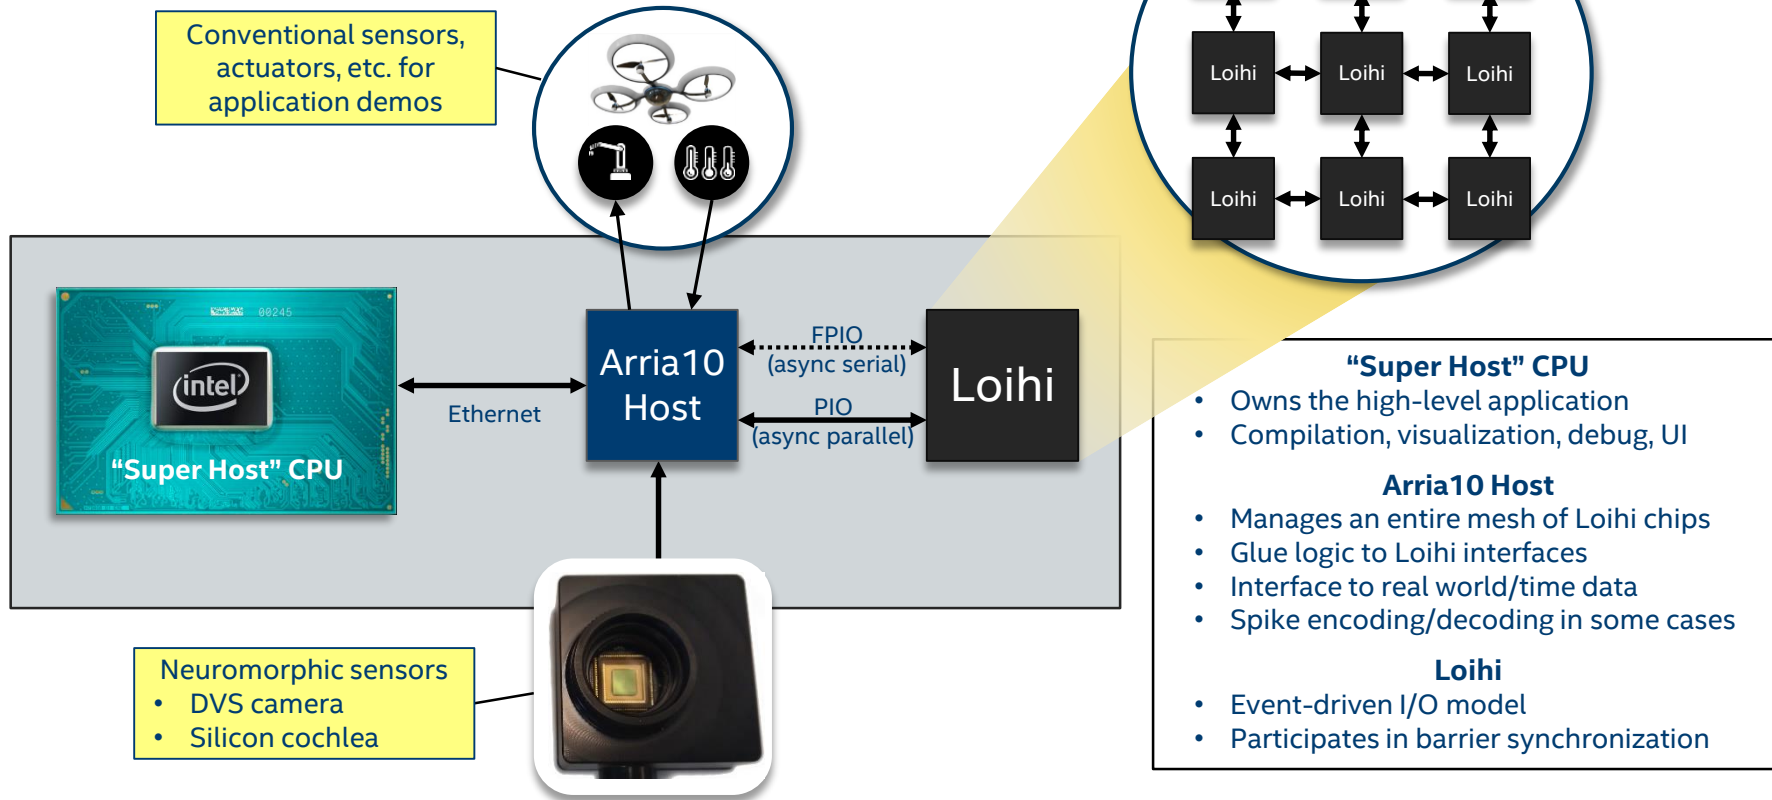 Conventional sensors,
actuators, etc. for
application demos
Loihi
Loihi
Loihi
Loihi
Loihi
Loihi
00245
intel
"Super Host" CPU
Ethernet
Arria10
Host
FPIO
(async serial)
PIO
(async parallel)
Loihi
Neuromorphic sensors
• DVS camera
• Silicon cochlea
“Super Host” CPU
• Owns the high-level application
• Compilation, visualization, debug, UI
Arria10 Host
• Manages an entire mesh of Loihi chips
• Glue logic to Loihi interfaces
• Interface to real world/time data
• Spike encoding/decoding in some cases
Loihi
• Event-driven I/O model
• Participates in barrier synchronization